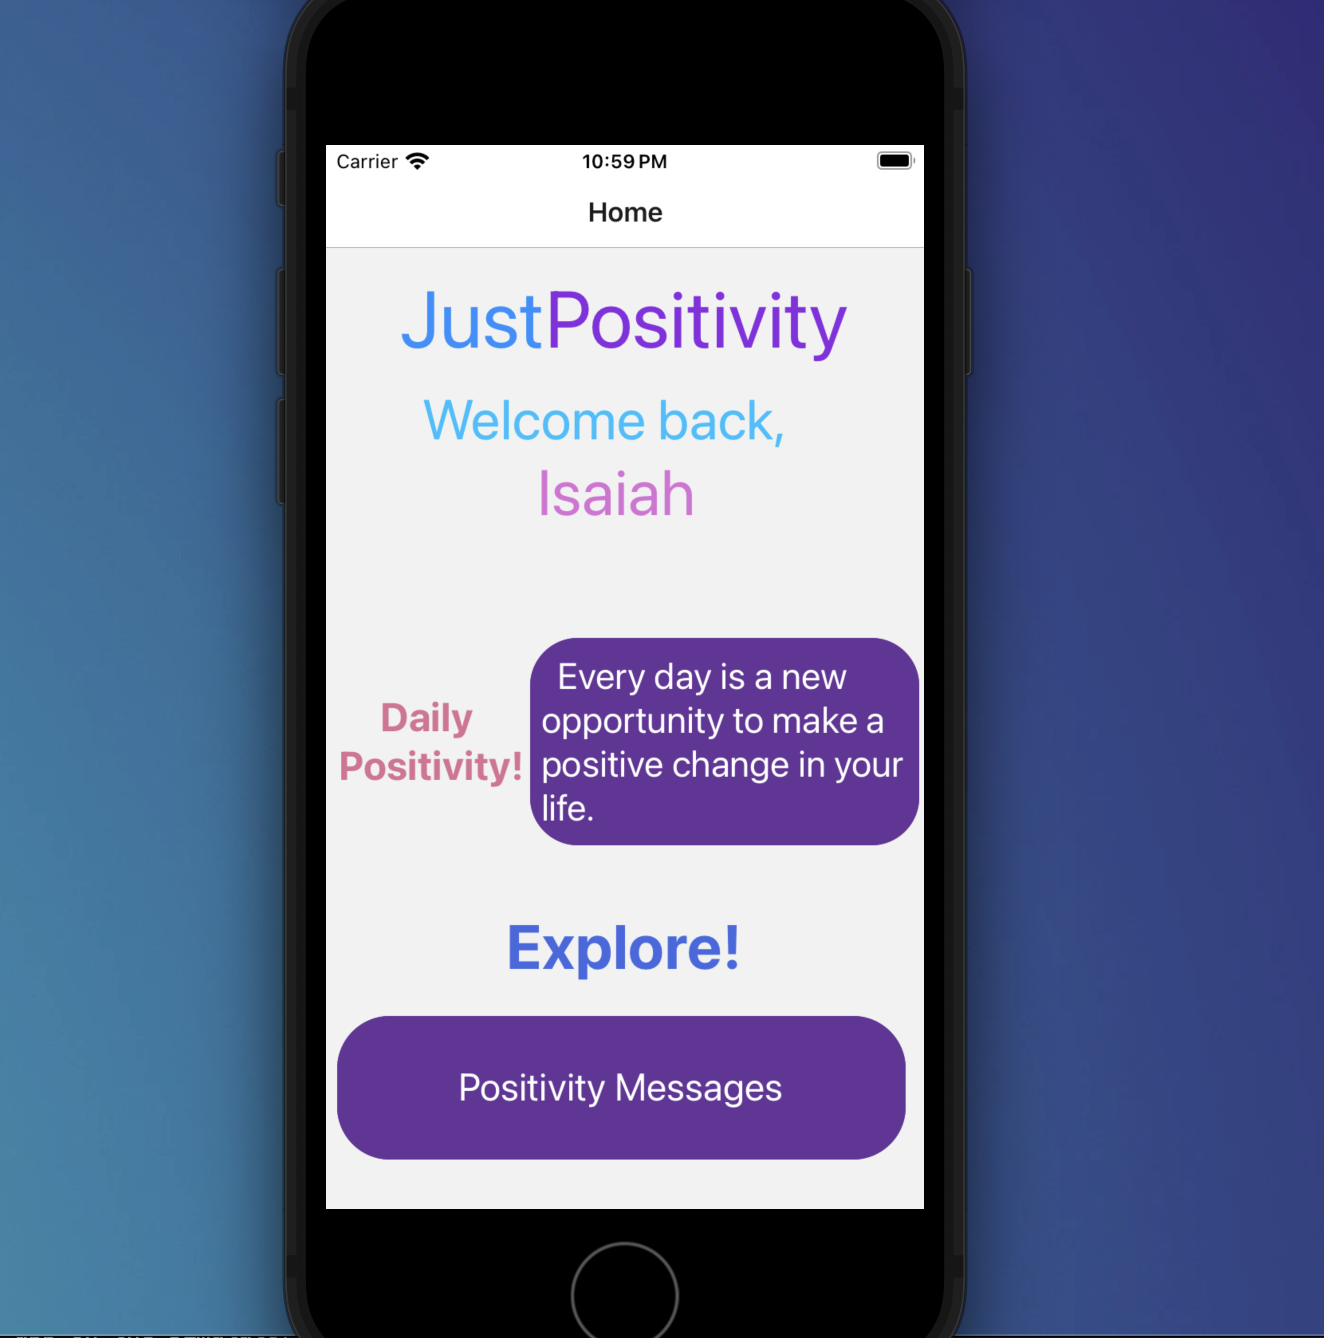 Carrier 10:59 PM
Home
JustPositivity
Welcome back,
Isaiah
Daily
Positivity!
Every day is a new
opportunity to make a
positive change in your
life.
Explore!
Positivity Messages